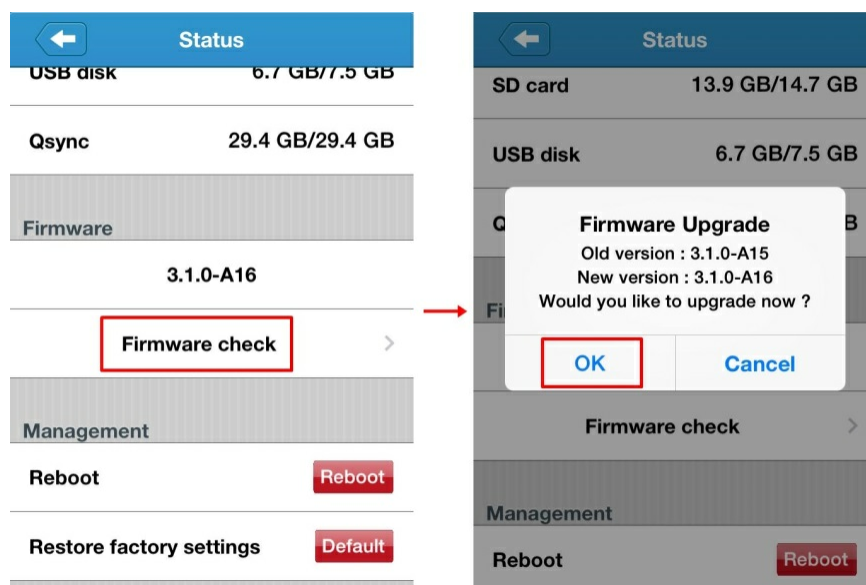 Status
USB disk 6.7 GB/7.5 GB
Qsync 29.4 GB/29.4 GB
Firmware
3.1.0-A16
Firmware check
Management
Reboot Reboot
Restore factory settings Default
Status
SD card 13.9 GB/14.7 GB
USB disk 6.7 GB/7.5 GB
Q B
Firmware Upgrade
Old version : 3.1.0-A15
New version : 3.1.0-A16
Would you like to upgrade now ?
Fi
OK Cancel
Firmware check
Management
Reboot Reboot